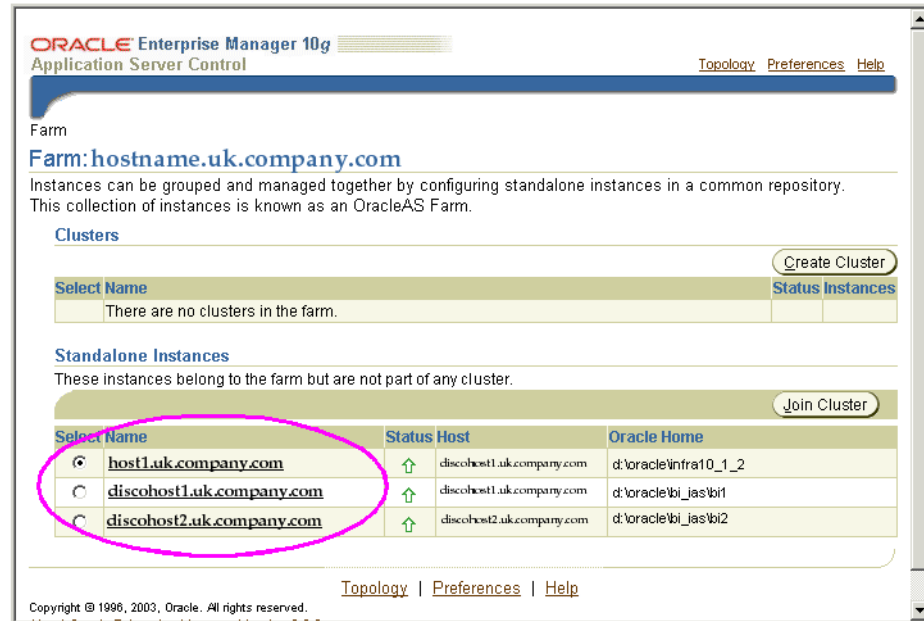 ORACLE Enterprise Manager 10g
Application Server Control
Topology Preferences Help
Farm
Farm: hostname.uk.company.com
Instances can be grouped and managed together by configuring standalone instances in a common repository.
This collection of instances is known as an OracleAS Farm.
Clusters
Create Cluster
Select Name Status Instances
There are no clusters in the farm.
Standalone Instances
These instances belong to the farm but are not part of any cluster.
Join Cluster
Select Name Status Host Oracle Home
host1.uk.company.com discohost1.uk.company.com d:\oracle\infra10_1_2
discohost1.uk.company.com discohost1.uk.company.com d:\oracle\bi_ias\bi1
discohost2.uk.company.com discohost2.uk.company.com d:\oracle\bi_ias\bi2
Topology | Preferences | Help
Copyright © 1996, 2003, Oracle. All rights reserved.